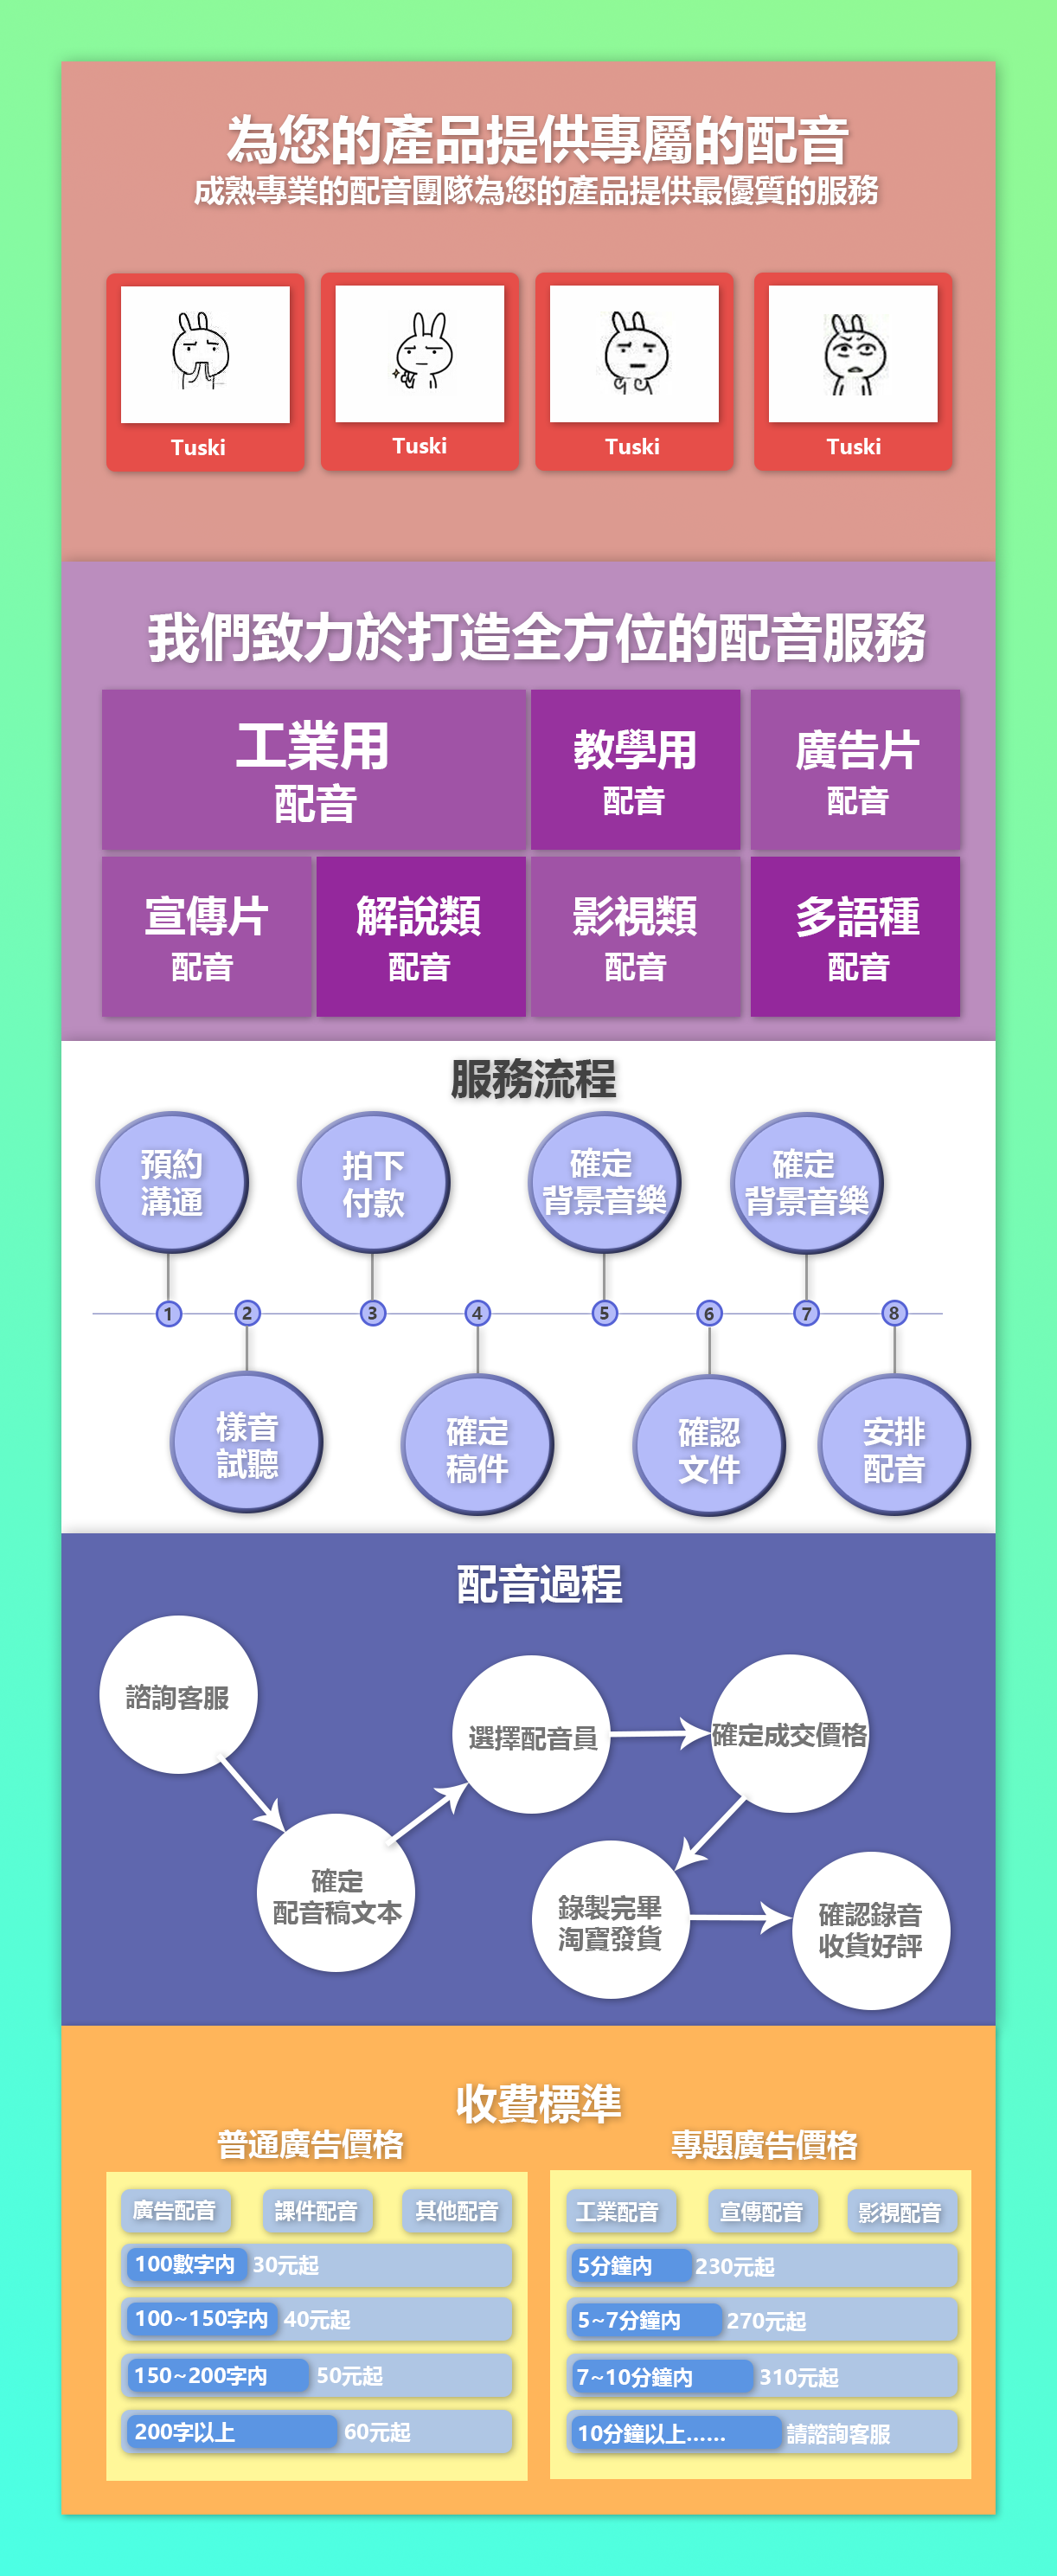 為您的產品提供專屬的配音
成熟專業的配音團隊為您的產品提供最優質的服務
Tuski
Tuski
Tuski
Tuski
我們致力於打造全方位的配音服務
工業用
配音
教學用
配音
廣告片
配音
宣傳片
配音
解說類
配音
影視類
配音
多語種
配音
服務流程
預約
溝通
拍下
付款
確定
背景音樂
確定
背景音樂
1
2
3
4
5
6
7
8
樣音
試聽
確定
稿件
確認
文件
安排
配音
配音過程
諮詢客服
確定
配音稿文本
選擇配音員
確定成交價格
錄製完畢
淘寶發貨
確認錄音
收貨好評
收費標準
普通廣告價格
廣告配音
課件配音
其他配音
100數字內 30元起
100~150字內 40元起
150~200字內 50元起
200字以上 60元起
專題廣告價格
工業配音
宣傳配音
影視配音
5分鐘內 230元起
5~7分鐘內 270元起
7~10分鐘內 310元起
10分鐘以上...... 請諮詢客服